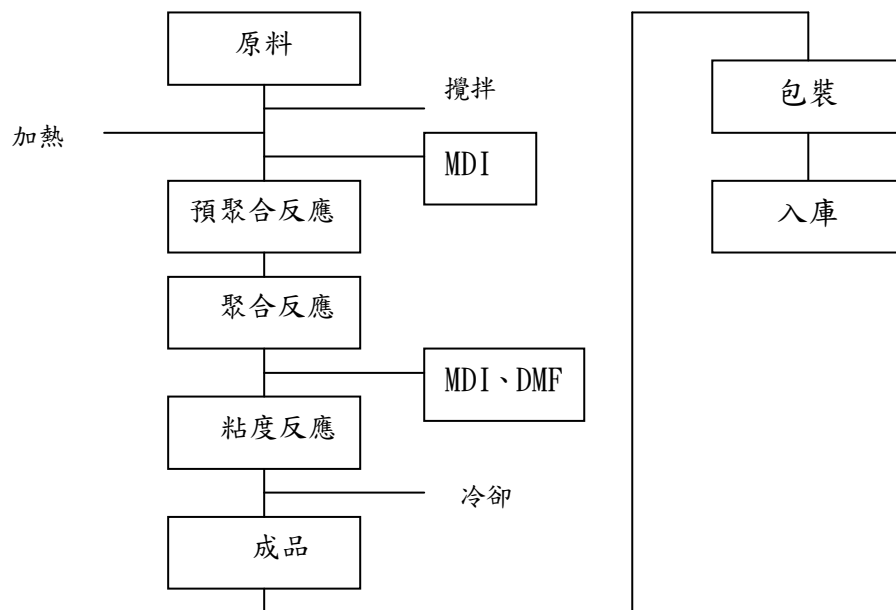 原料
攪拌
加熱
MDI
預聚合反應
聚合反應
MDI、DMF
粘度反應
冷卻
成品
包裝
入庫